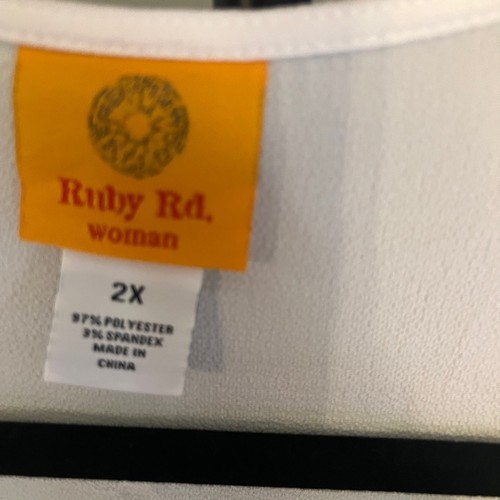 Ruby Rd.
woman
2X
97% POLYESTER
3% SPANDEX
MADE IN
CHINA